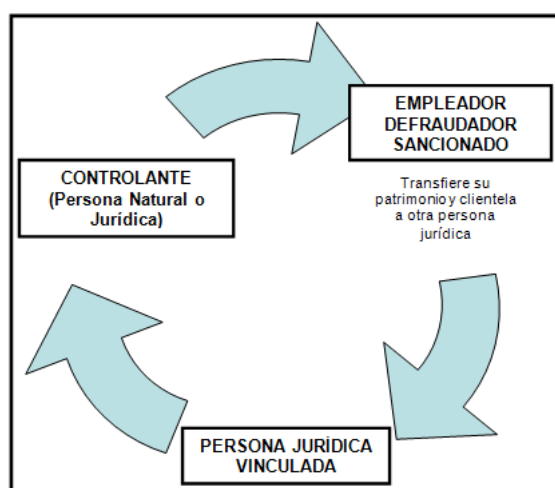 EMPLEADOR
DEFRAUDADOR
SANCIONADO
Transfiere su
patrimonio y clientela
a otra persona
jurídica
CONTROLANTE
(Persona Natural o
Jurídica)
PERSONA JURÍDICA
VINCULADA